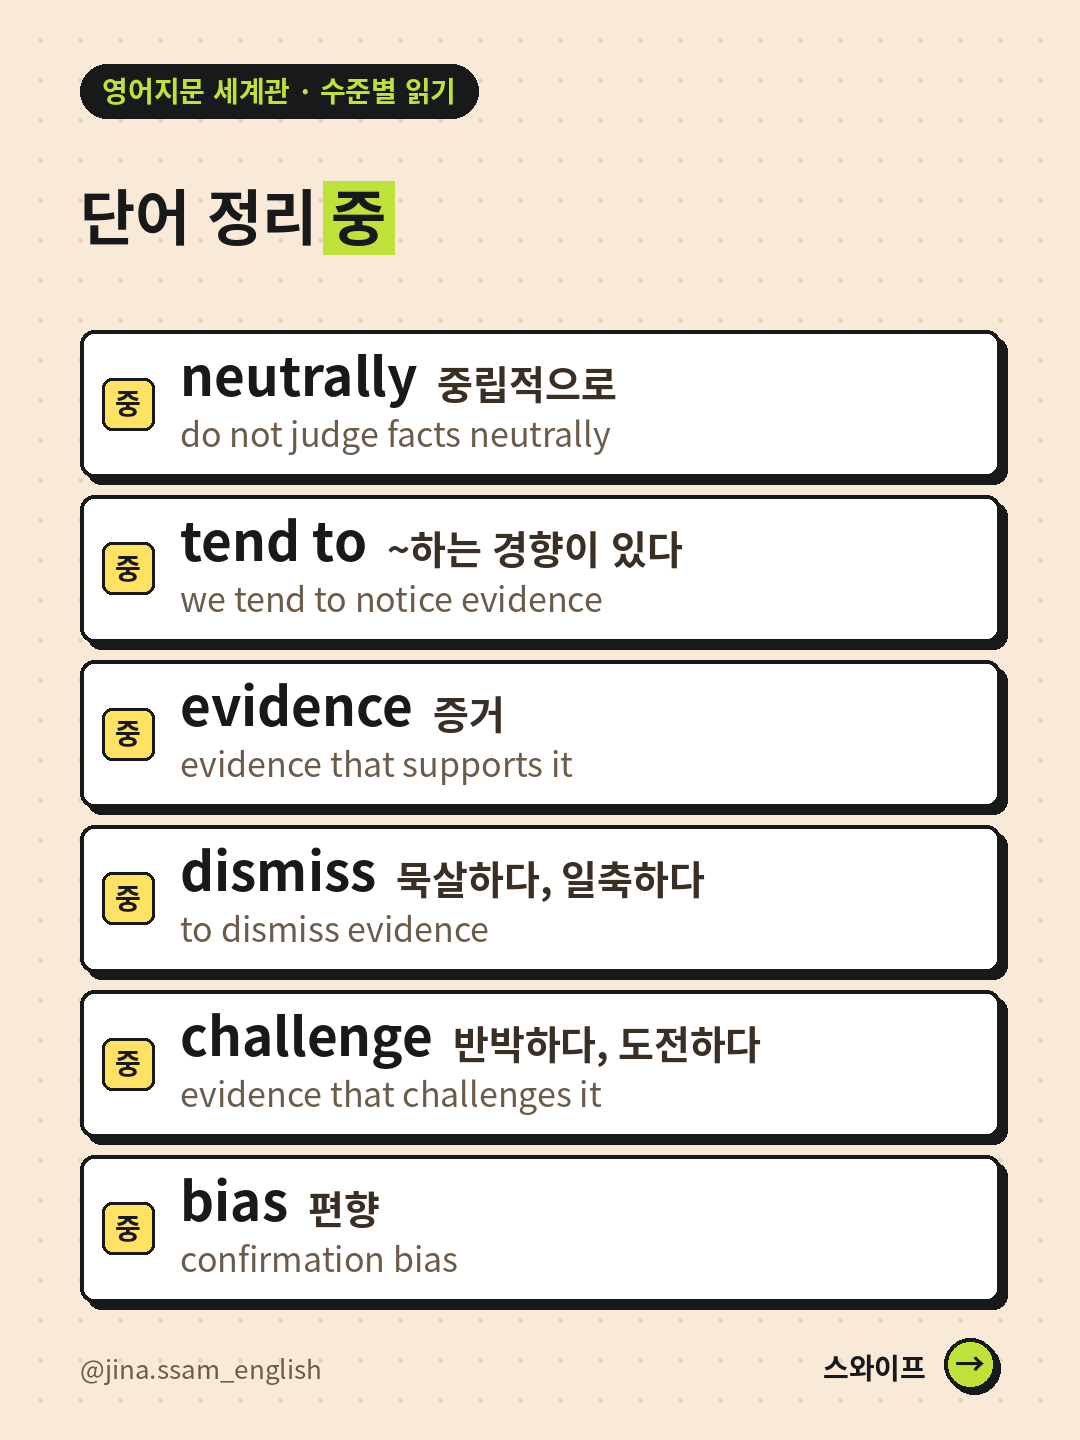 영어지문 세계관 · 수준별 읽기
단어 정리 중
중 neutrally 중립적으로
do not judge facts neutrally
중 tend to ~하는 경향이 있다
we tend to notice evidence
중 evidence 증거
evidence that supports it
중 dismiss 묵살하다, 일축하다
to dismiss evidence
중 challenge 반박하다, 도전하다
evidence that challenges it
중 bias 편향
confirmation bias
@jina.ssam_english
스와이프 →